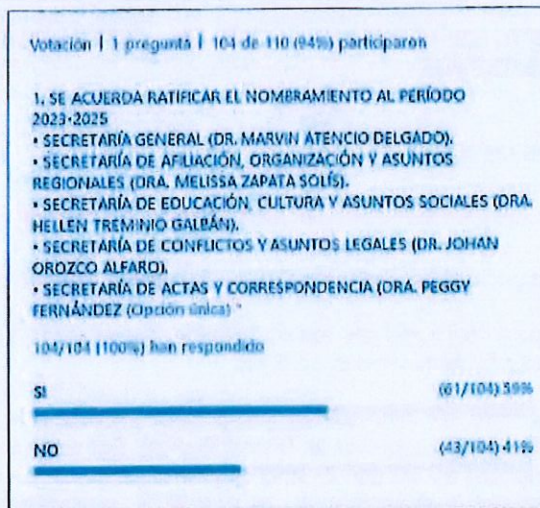 Votación | 1 pregunta | 104 de 110 (94%) participaron
1. SE ACUERDA RATIFICAR EL NOMBRAMIENTO AL PERÍODO
2023-2025
• SECRETARÍA GENERAL (DR. MARVIN ATENCIO DELGADO).
• SECRETARÍA DE AFILIACIÓN, ORGANIZACIÓN Y ASUNTOS
REGIONALES (DRA. MELISSA ZAPATA SOLÍS).
• SECRETARÍA DE EDUCACIÓN, CULTURA Y ASUNTOS SOCIALES (DRA.
HELLEN TREMINIO GALBÁN).
• SECRETARÍA DE CONFLICTOS Y ASUNTOS LEGALES (DR. JOHAN
OROZCO ALFARO).
• SECRETARÍA DE ACTAS Y CORRESPONDENCIA (DRA. PEGGY
FERNÁNDEZ (Opción única) *
104/104 (100%) han respondido
SI (61/104) 59%
NO (43/104) 41%